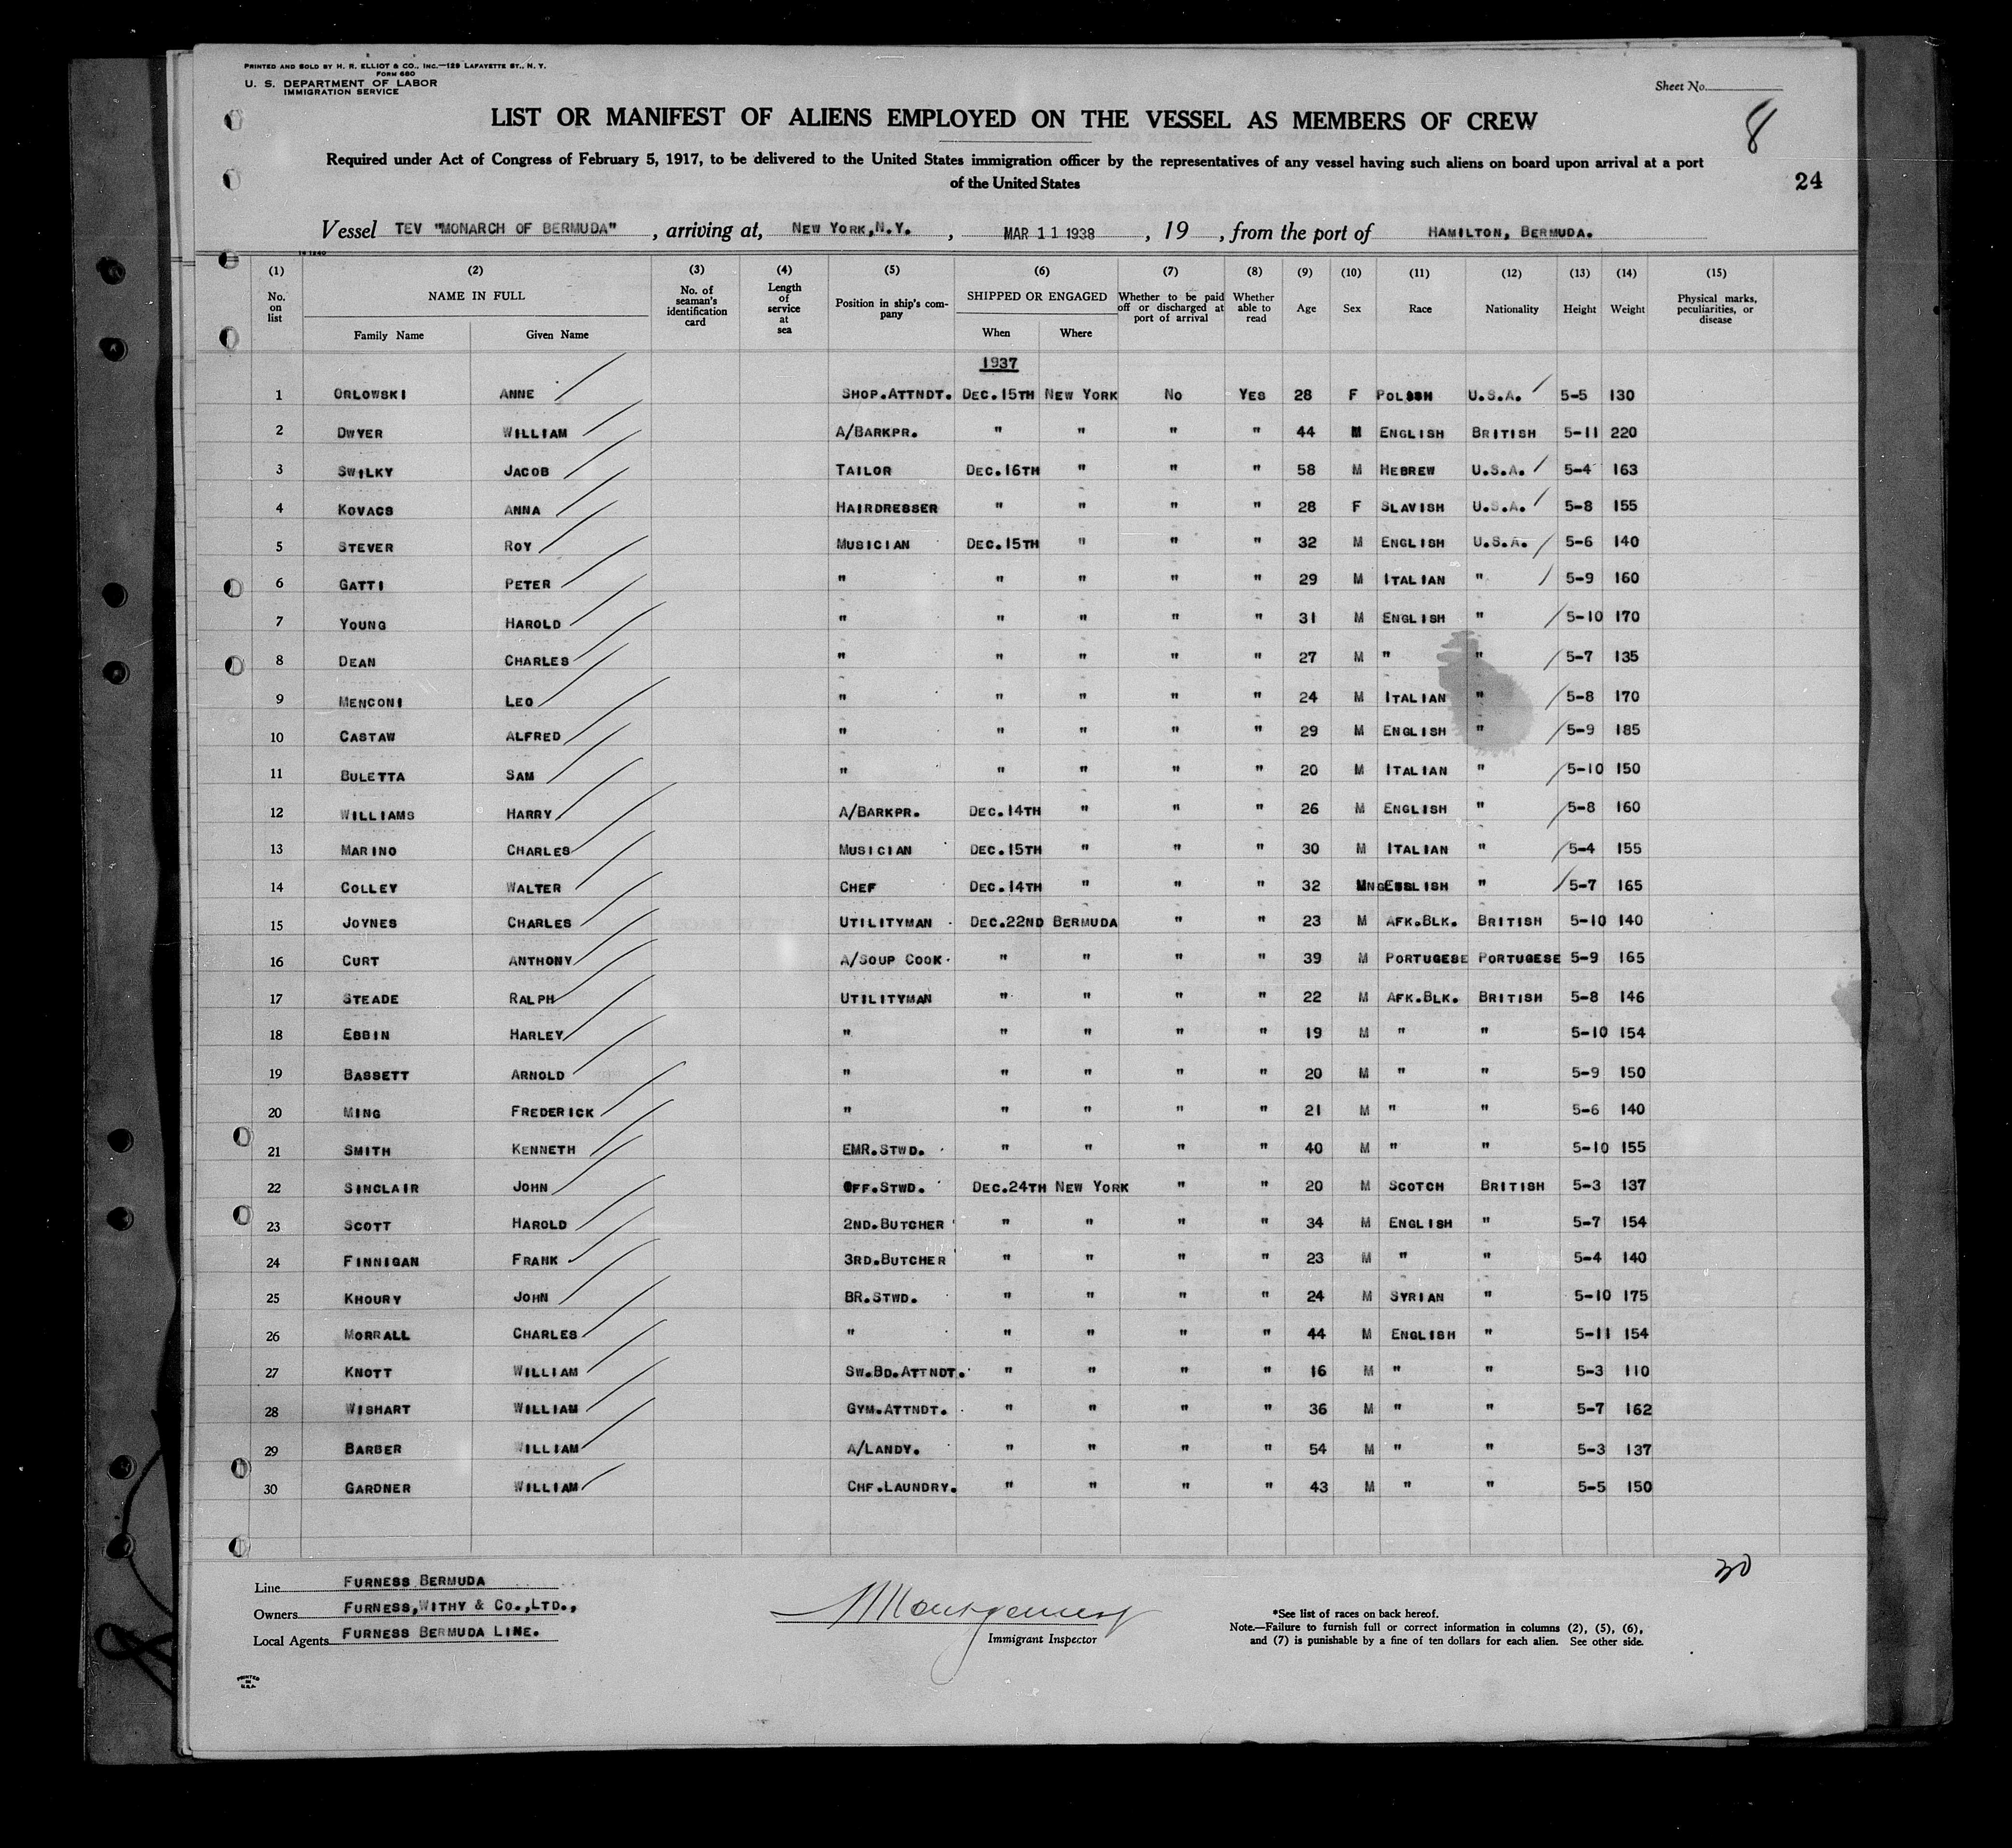 PRINTED AND SOLD BY H. R. ELLIOT & CO., INC.—129 LAFAYETTE ST., N. Y.
FORM 680
U. S. DEPARTMENT OF LABOR
IMMIGRATION SERVICE
Sheet No.
8
LIST OR MANIFEST OF ALIENS EMPLOYED ON THE VESSEL AS MEMBERS OF CREW
Required under Act of Congress of February 5, 1917, to be delivered to the United States immigration officer by the representatives of any vessel having such aliens on board upon arrival at a port
of the United States
24
Vessel TEV "MONARCH OF BERMUDA" , arriving at, NEW YORK,N.Y. , MAR 11 1938 , 19 , from the port of HAMILTON, BERMUDA.
(1) (2) (3) (4) (5) (6) (7) (8) (9) (10) (11) (12) (13) (14) (15)
No. on list NAME IN FULL Family Name Given Name No. of seaman's identification card Length of service at sea Position in ship's company SHIPPED OR ENGAGED When Where Whether to be paid off or discharged at port of arrival Whether able to read Age Sex Race Nationality Height Weight Physical marks, peculiarities, or disease
1937
1 ORLOWSKI ANNE SHOP.ATTNDT. DEC.15TH NEW YORK NO YES 28 F POLISH U.S.A. 5-5 130
2 DWYER WILLIAM A/BARKPR. " " " " 44 M ENGLISH BRITISH 5-11 220
3 SWILKY JACOB TAILOR DEC.16TH " " " 58 M HEBREW U.S.A. 5-4 163
4 KOVACS ANNA HAIRDRESSER " " " " 28 F SLAVISH U.S.A. 5-8 155
5 STEVER ROY MUSICIAN DEC.15TH " " " 32 M ENGLISH U.S.A. 5-6 140
6 GATTI PETER " " " " " 29 M ITALIAN " 5-9 160
7 YOUNG HAROLD " " " " " 31 M ENGLISH " 5-10 170
8 DEAN CHARLES " " " " " 27 M " " 5-7 135
9 MENCONI LEO " " " " " 24 M ITALIAN " 5-8 170
10 CASTAW ALFRED " " " " " 29 M ENGLISH " 5-9 185
11 BULETTA SAM " " " " " 20 M ITALIAN " 5-10 150
12 WILLIAMS HARRY A/BARKPR. DEC.14TH " " " 26 M ENGLISH " 5-8 160
13 MARINO CHARLES MUSICIAN DEC.15TH " " " 30 M ITALIAN " 5-4 155
14 COLLEY WALTER CHEF DEC.14TH " " " 32 M ENGLISH " 5-7 165
15 JOYNES CHARLES UTILITYMAN DEC.22ND BERMUDA " " 23 M AFK.BLK. BRITISH 5-10 140
16 CURT ANTHONY A/SOUP COOK " " " " 39 M PORTUGESE PORTUGESE 5-9 165
17 STEADE RALPH UTILITYMAN " " " " 22 M AFK.BLK. BRITISH 5-8 146
18 EBBIN HARLEY " " " " " 19 M " " 5-10 154
19 BASSETT ARNOLD " " " " " 20 M " " 5-9 150
20 MING FREDERICK " " " " " 21 M " " 5-6 140
21 SMITH KENNETH EMR.STWD. " " " " 40 M " " 5-10 155
22 SINCLAIR JOHN OFF.STWD. DEC.24TH NEW YORK " " 20 M SCOTCH BRITISH 5-3 137
23 SCOTT HAROLD 2ND.BUTCHER " " " " 34 M ENGLISH " 5-7 154
24 FINNIGAN FRANK 3RD.BUTCHER " " " " 23 M " " 5-4 140
25 KHOURY JOHN BR.STWD. " " " " 24 M SYRIAN " 5-10 175
26 MORRALL CHARLES " " " " " 44 M ENGLISH " 5-11 154
27 KNOTT WILLIAM SW.BD.ATTNDT. " " " " 16 M " " 5-3 110
28 WISHART WILLIAM GYM.ATTNDT. " " " " 36 M " " 5-7 162
29 BARBER WILLIAM A/LANDY. " " " " 54 M " " 5-3 137
30 GARDNER WILLIAM CHF.LAUNDRY. " " " " 43 M " " 5-5 150
30
Line FURNESS BERMUDA
Owners FURNESS,WITHY & CO.,LTD.,
Local Agents FURNESS BERMUDA LINE.
Montgomery
Immigrant Inspector
*See list of races on back hereof.
Note.—Failure to furnish full or correct information in columns (2), (5), (6),
and (7) is punishable by a fine of ten dollars for each alien. See other side.
PRINTED
IN
U.S.A.